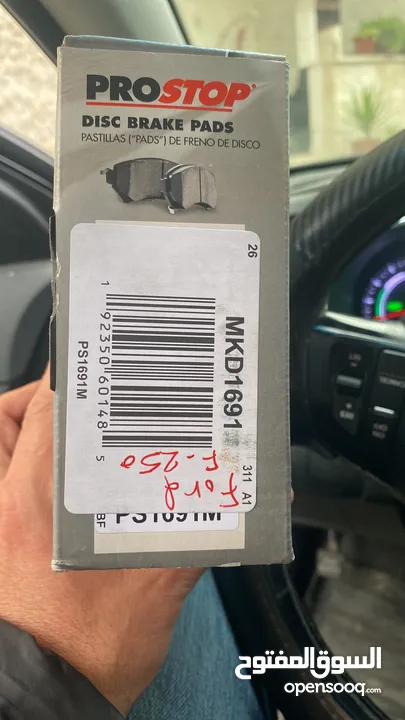 PROSTOP
DISC BRAKE PADS
PASTILLAS ("PADS") DE FRENO DE DISCO
26
MKD1691
311 A1
1 92350 60148 5
PS1691M
Ford
F-250
PS1691M
BF
السوق المفتوح
opensooq.com